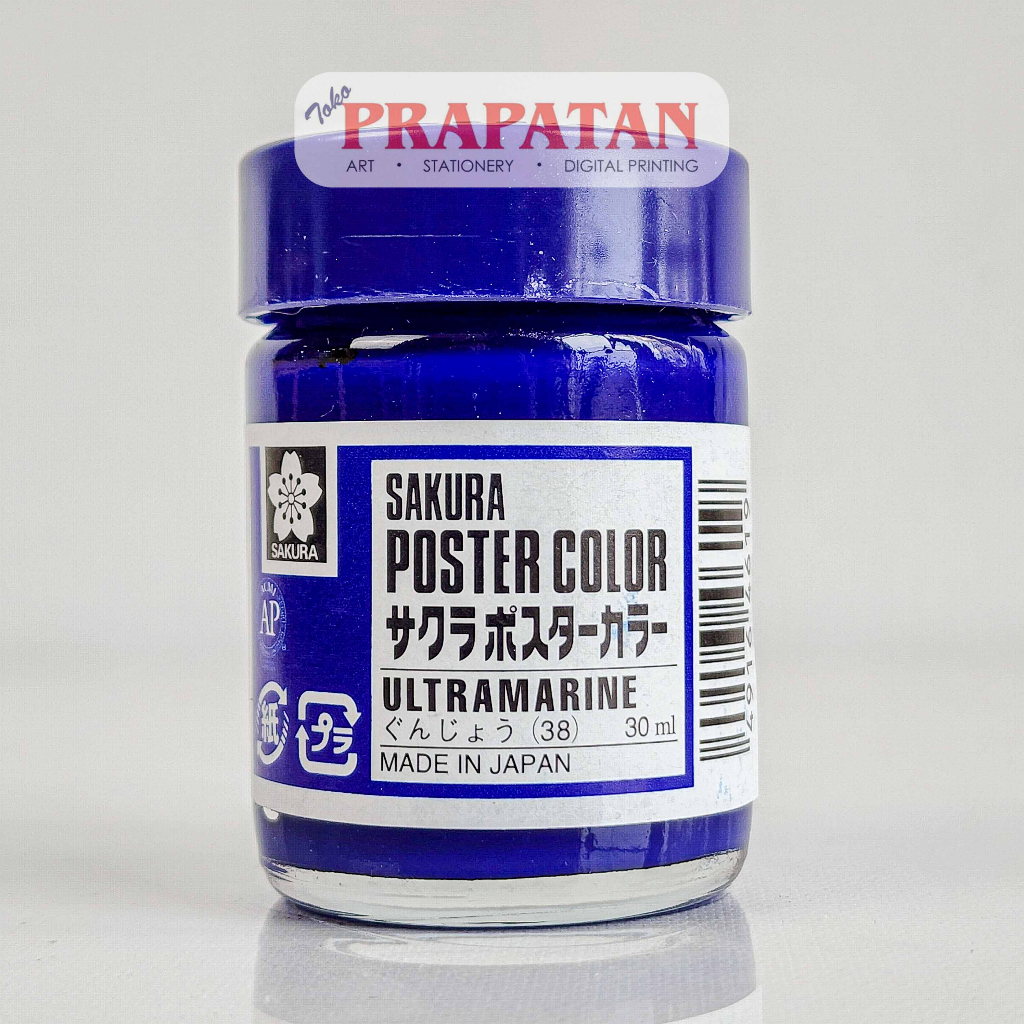 Toko
PRAPATAN
ART • STATIONERY • DIGITAL PRINTING
SAKURA
AP
紙
プラ
SAKURA
POSTER COLOR
サクラポスターカラー
ULTRAMARINE
ぐんじょう (38) 30 ml
MADE IN JAPAN